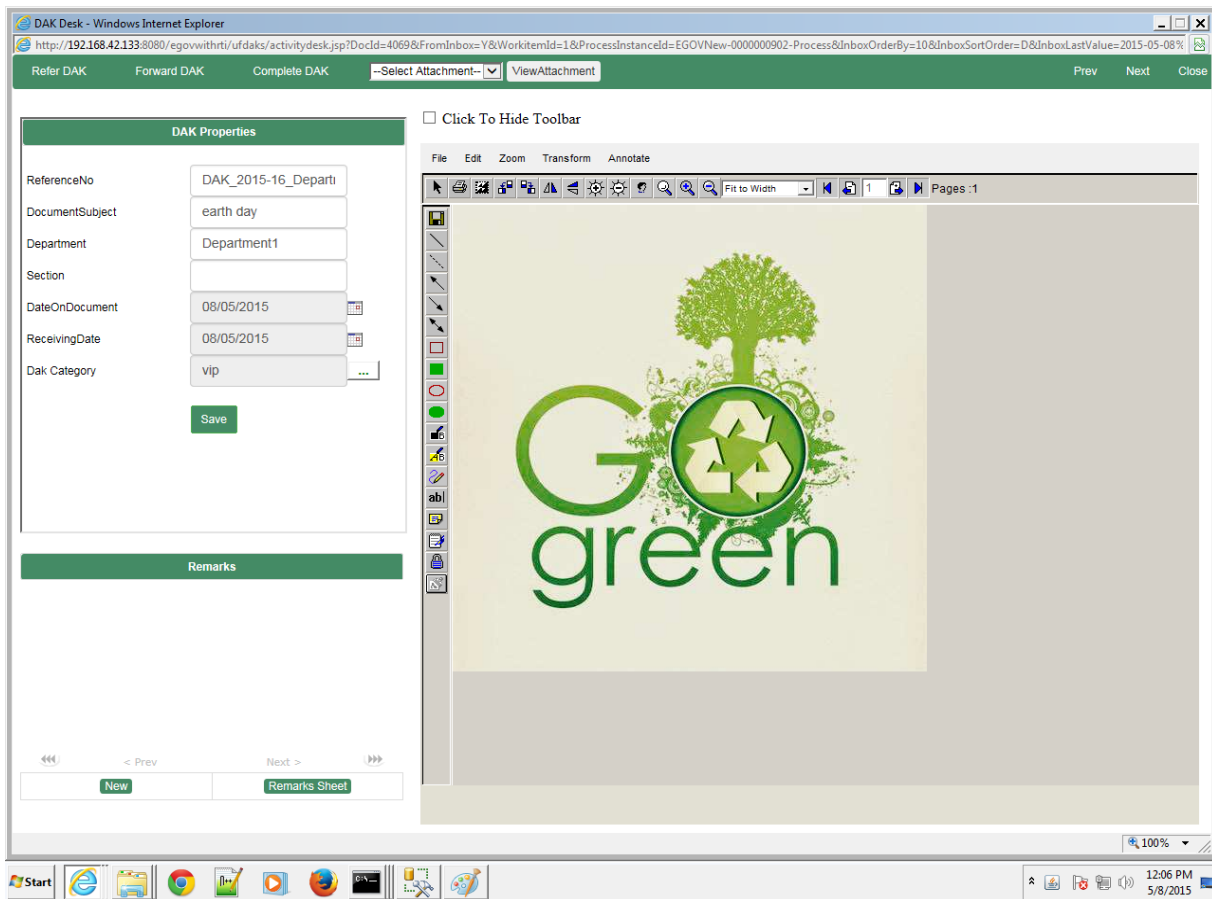 DAK Desk - Windows Internet Explorer
http://192.168.42.133:8080/egovwithrti/ufdaks/activitydesk.jsp?DocId=4069&FromInbox=Y&WorkitemId=1&ProcessInstanceId=EGOVNew-0000000902-Process&InboxOrderBy=10&InboxSortOrder=D&InboxLastValue=2015-05-08%
Refer DAK Forward DAK Complete DAK --Select Attachment-- ViewAttachment Prev Next Close
Click To Hide Toolbar
DAK Properties
File Edit Zoom Transform Annotate
ReferenceNo DAK_2015-16_Depart
Fit to Width 1 Pages :1
DocumentSubject earth day
Department Department1
Section
DateOnDocument 08/05/2015
ReceivingDate 08/05/2015
Dak Category vip ...
Save
ab|
GO
green
Remarks
< Prev Next >
New Remarks Sheet
100%
Start
12:06 PM
5/8/2015